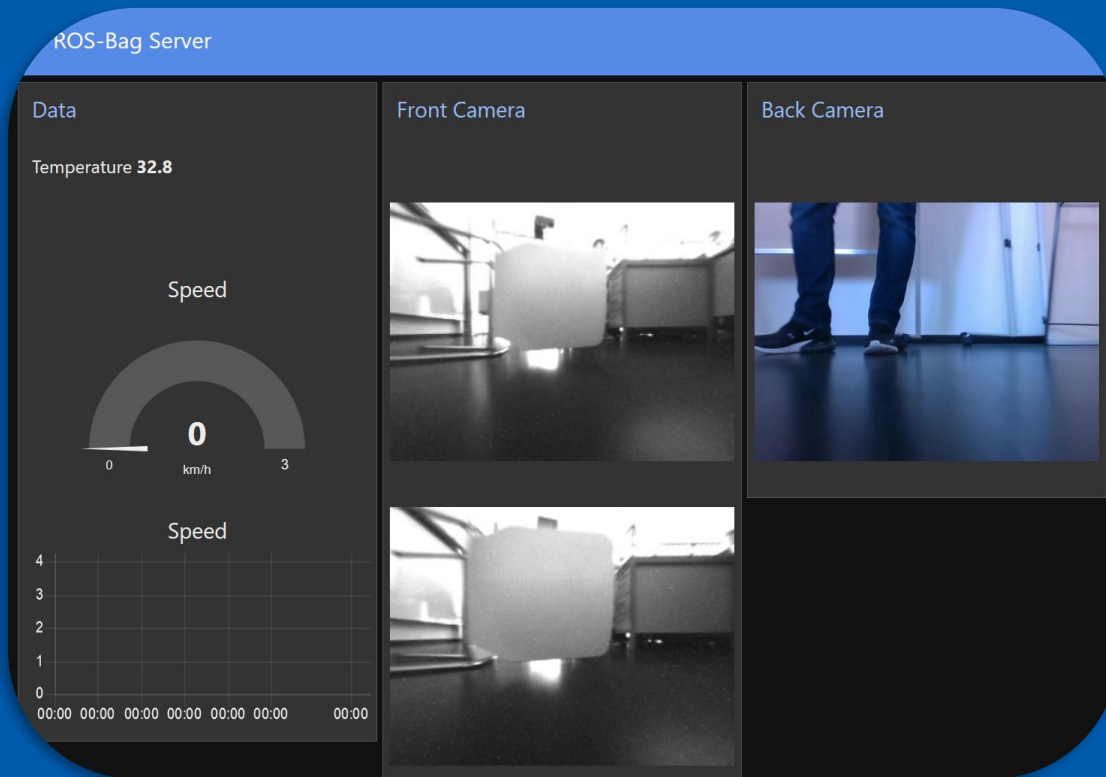 ROS-Bag Server
Data
Temperature 32.8
Speed
0
0 km/h 3
Speed
4
3
2
1
0
00:00 00:00 00:00 00:00 00:00 00:00 00:00
Front Camera
Back Camera